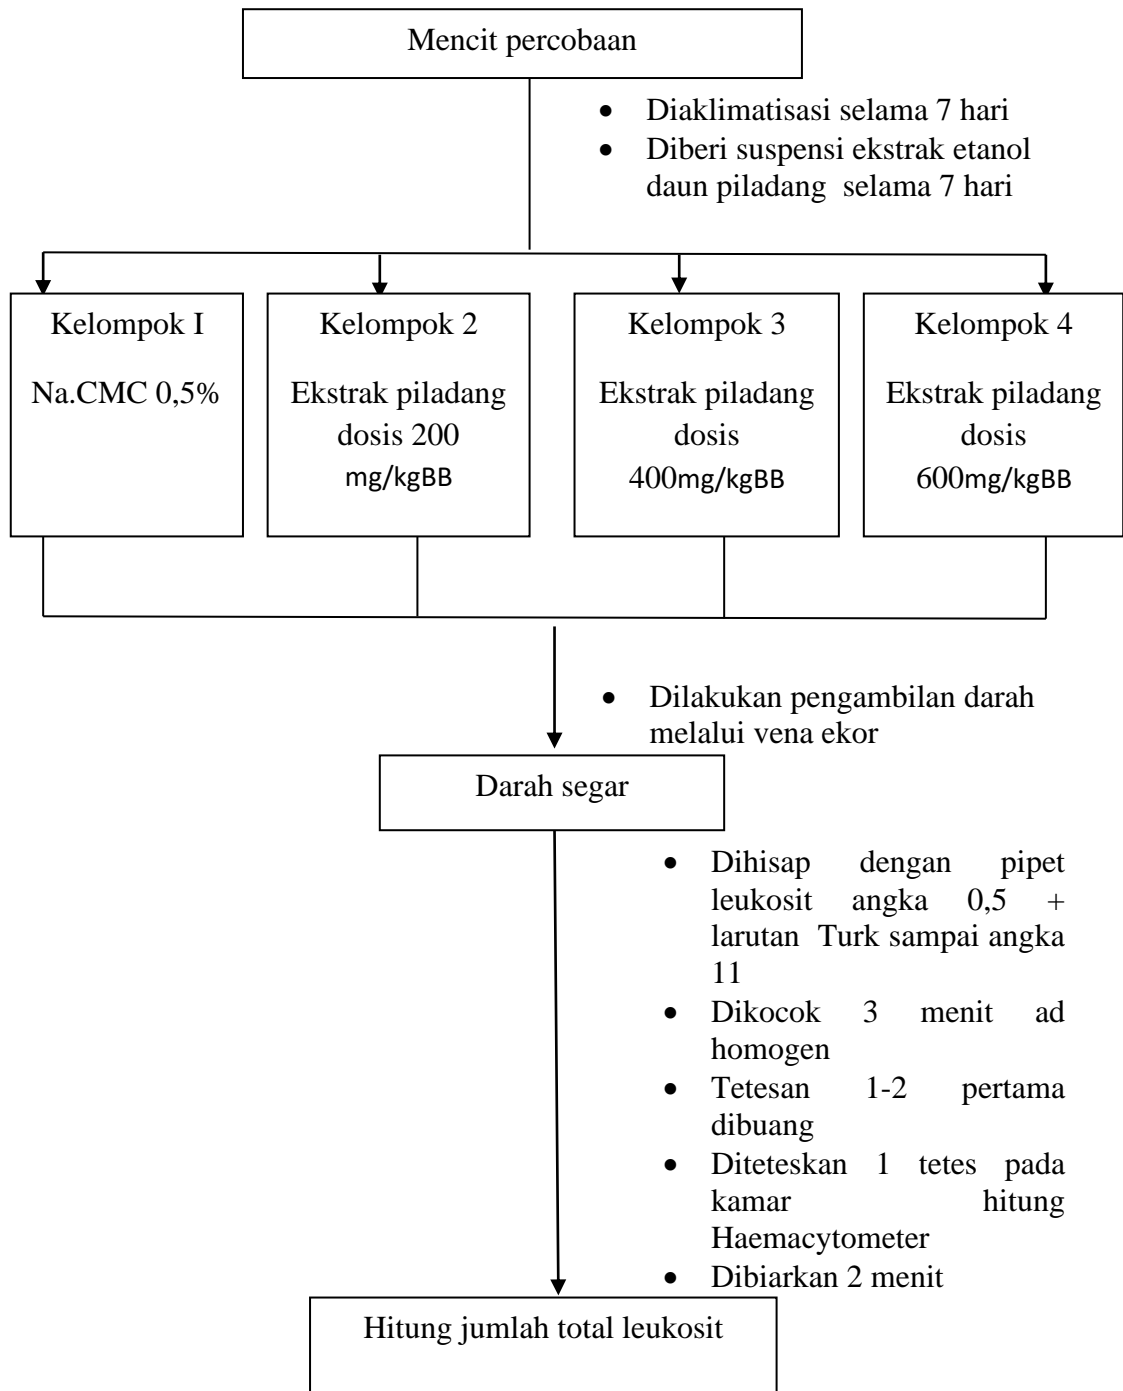 Mencit percobaan
• Diaklimatisasi selama 7 hari
• Diberi suspensi ekstrak etanol
daun piladang selama 7 hari
Kelompok I
Na.CMC 0,5%
Kelompok 2
Ekstrak piladang
dosis 200
mg/kgBB
Kelompok 3
Ekstrak piladang
dosis
400mg/kgBB
Kelompok 4
Ekstrak piladang
dosis
600mg/kgBB
• Dilakukan pengambilan darah
melalui vena ekor
Darah segar
• Dihisap dengan pipet
leukosit angka 0,5 +
larutan Turk sampai angka
11
• Dikocok 3 menit ad
homogen
• Tetesan 1-2 pertama
dibuang
• Diteteskan 1 tetes pada
kamar hitung
Haemacytometer
• Dibiarkan 2 menit
Hitung jumlah total leukosit